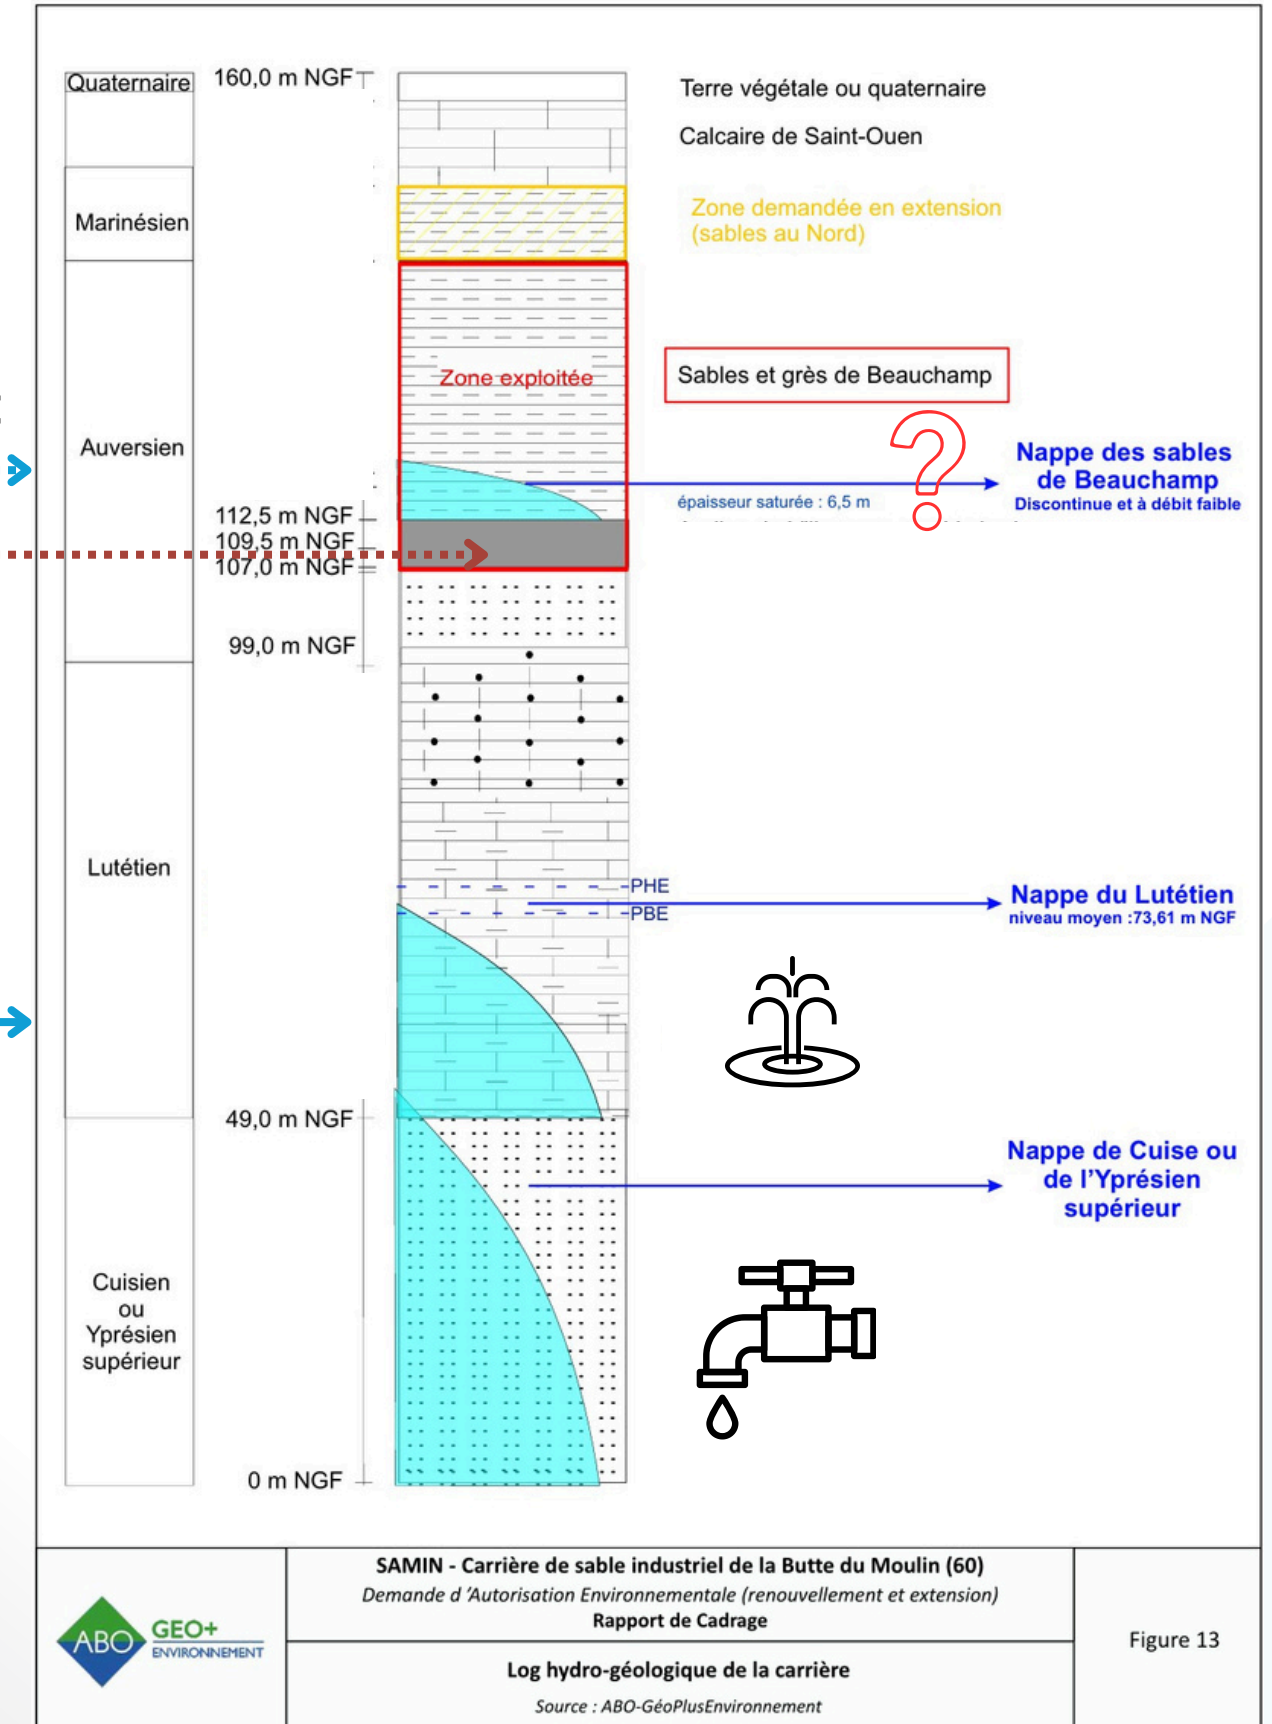 Quaternaire
160,0 m NGF
Terre végétale ou quaternaire
Calcaire de Saint-Ouen
Marinésien
Zone demandée en extension
(sables au Nord)
Zone exploitée
Sables et grès de Beauchamp
?
Auversien
Nappe des sables
de Beauchamp
Discontinue et à débit faible
épaisseur saturée : 6,5 m
112,5 m NGF
109,5 m NGF
107,0 m NGF
99,0 m NGF
Lutétien
PHE
PBE
Nappe du Lutétien
niveau moyen :73,61 m NGF
49,0 m NGF
Nappe de Cuise ou
de l’Yprésien
supérieur
Cuisien
ou
Yprésien
supérieur
0 m NGF
SAMIN - Carrière de sable industriel de la Butte du Moulin (60)
Demande d ‘Autorisation Environnementale (renouvellement et extension)
Rapport de Cadrage
ABO
GEO+
ENVIRONNEMENT
Figure 13
Log hydro-géologique de la carrière
Source : ABO-GéoPlusEnvironnement